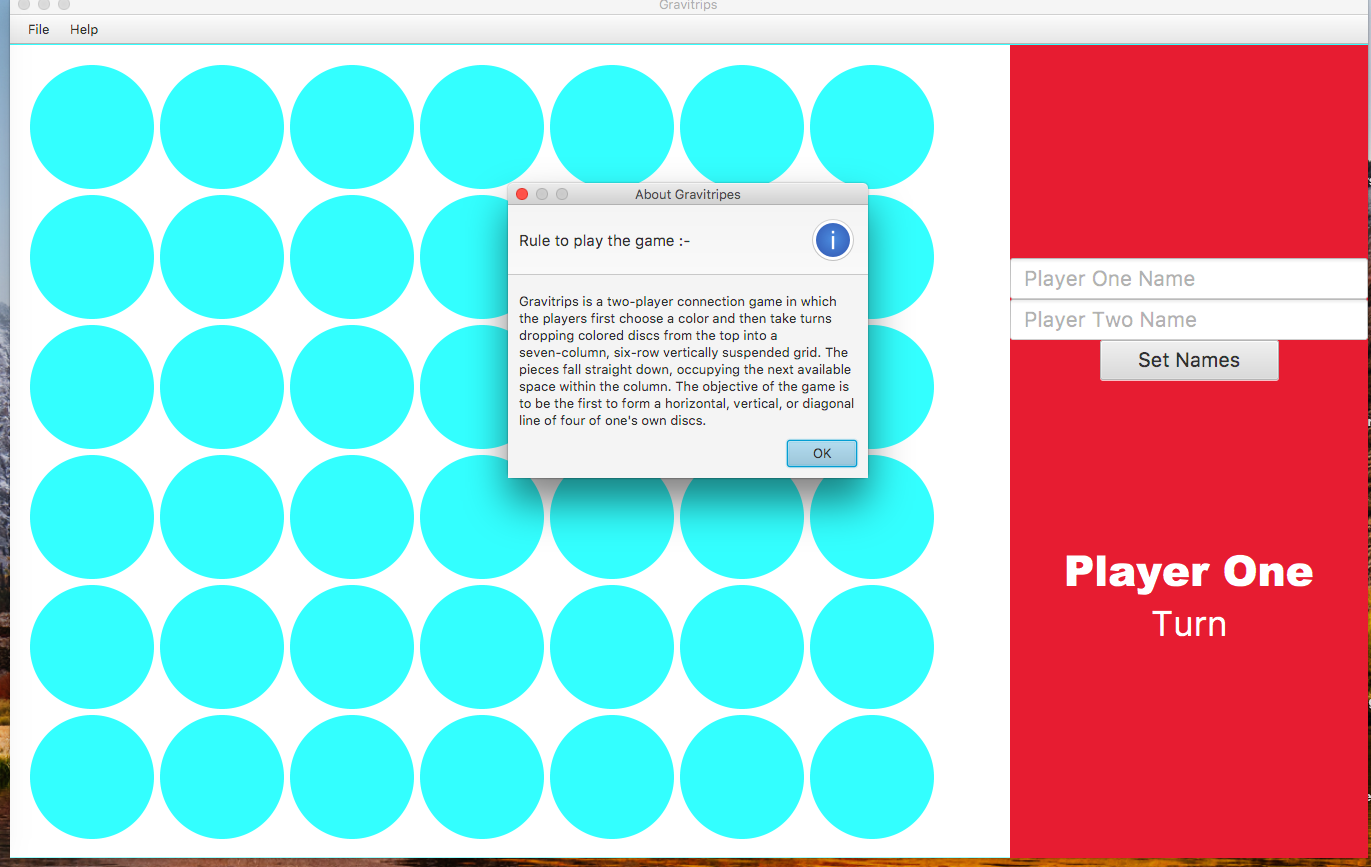 Gravitrips
File Help
About Gravitripes
Rule to play the game :-
i
Gravitrips is a two-player connection game in which
the players first choose a color and then take turns
dropping colored discs from the top into a
seven-column, six-row vertically suspended grid. The
pieces fall straight down, occupying the next available
space within the column. The objective of the game is
to be the first to form a horizontal, vertical, or diagonal
line of four of one's own discs.
OK
Player One Name
Player Two Name
Set Names
Player One
Turn